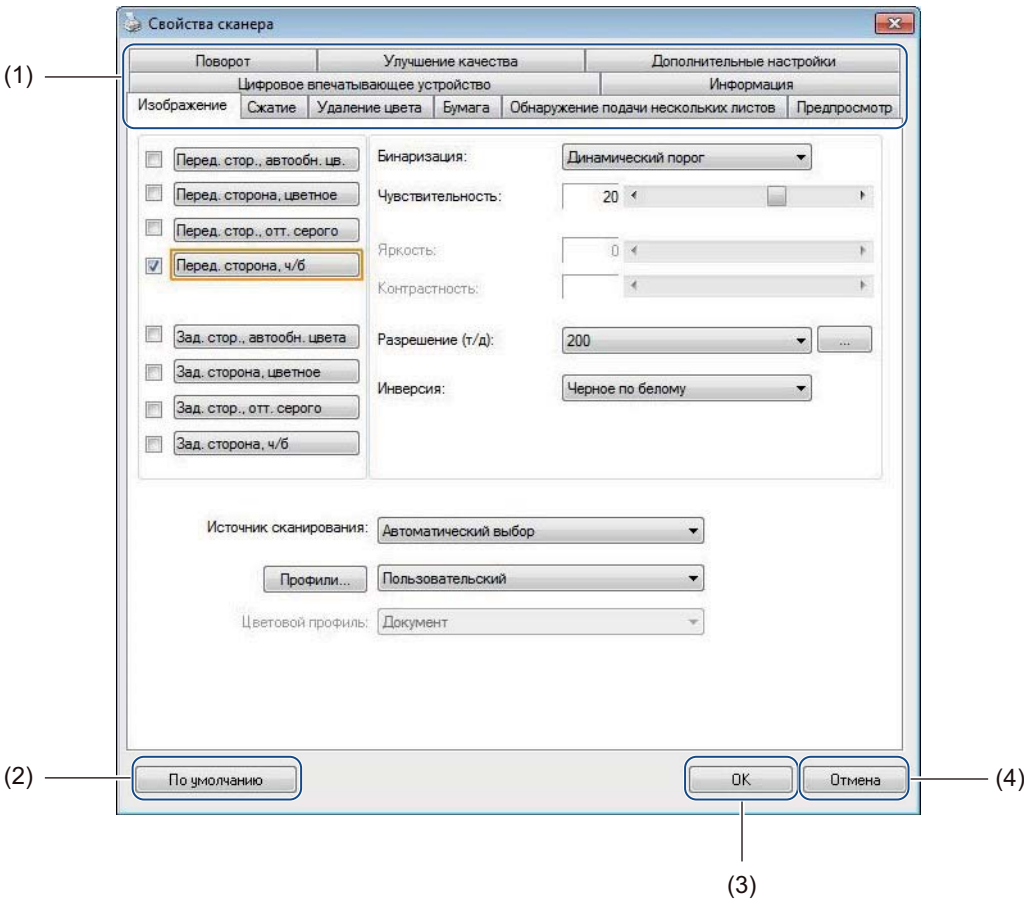 Свойства сканера
(1)
Поворот Улучшение качества Дополнительные настройки
Цифровое впечатывающее устройство Информация
Изображение Сжатие Удаление цвета Бумага Обнаружение подачи нескольких листов Предпросмотр
Перед. стор., автообн. цв. Бинаризация: Динамический порог
Перед. сторона, цветное Чувствительность: 20
Перед. стор., отт. серого
Яркость: 0
Перед. сторона, ч/б
Контрастность:
Зад. стор., автообн. цвета Разрешение (т/д): 200 ...
Зад. сторона, цветное
Инверсия: Черное по белому
Зад. стор., отт. серого
Зад. сторона, ч/б
Источник сканирования: Автоматический выбор
Профили... Пользовательский
Цветовой профиль: Документ
(2) По умолчанию OK Отмена (4)
(3)